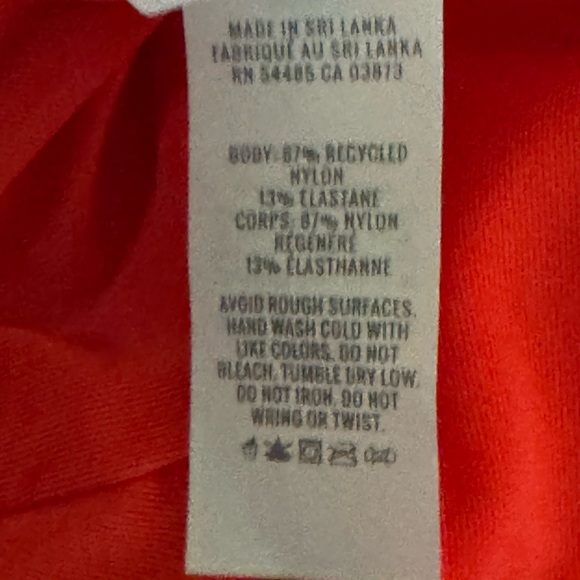 MADE IN SRI LANKA
FABRIQUÉ AU SRI LANKA
RN 54485 CA 03873
BODY: 87% RECYCLED
NYLON
13% ELASTANE
CORPS: 87% NYLON
RÉGÉNÉRÉ
13% ÉLASTHANNE
AVOID ROUGH SURFACES.
HAND WASH COLD WITH
LIKE COLORS. DO NOT
BLEACH. TUMBLE DRY LOW.
DO NOT IRON. DO NOT
WRING OR TWIST.